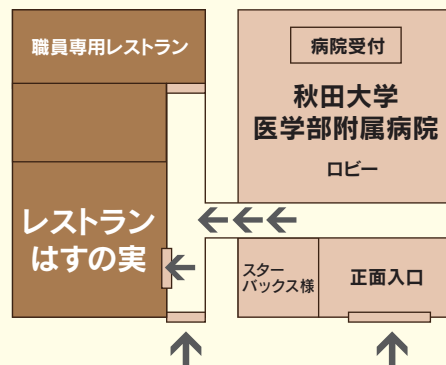 職員専用レストラン
病院受付
秋田大学
医学部附属病院
ロビー
レストラン
はすの実
スター
バックス様
正面入口